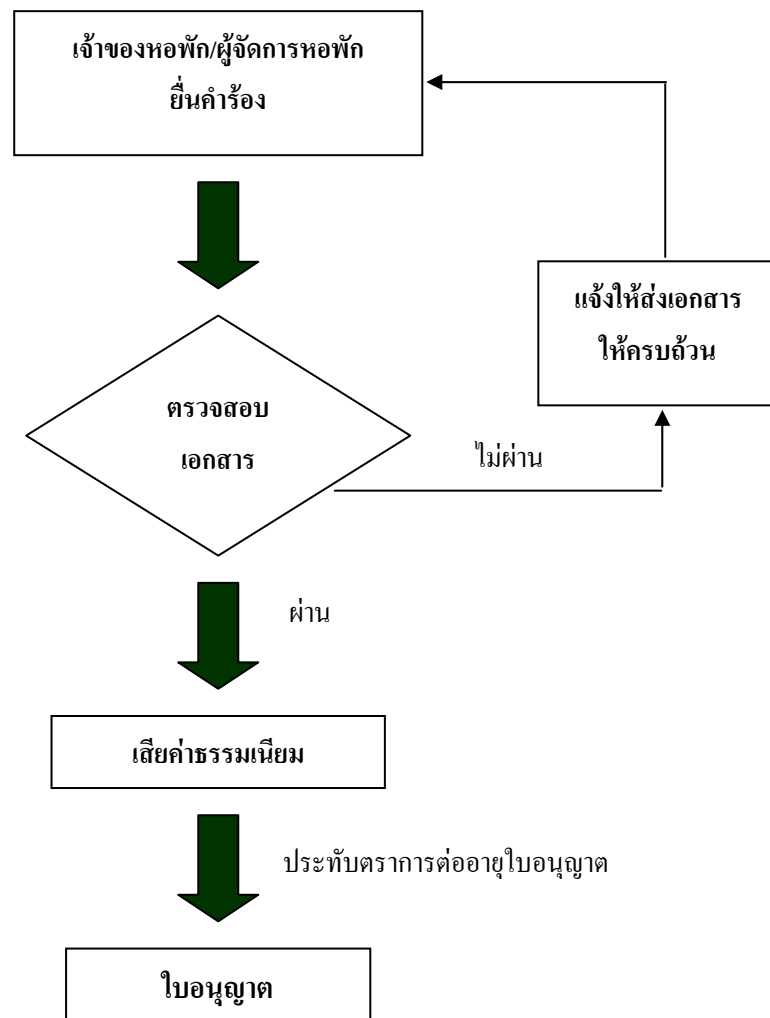 เจ้าของหอพัก/ผู้จัดการหอพัก
ยื่นคำร้อง
แจ้งให้ส่งเอกสาร
ให้ครบถ้วน
ตรวจสอบ
เอกสาร
ไม่ผ่าน
ผ่าน
เสียค่าธรรมเนียม
ประทับตราการต่ออายุใบอนุญาต
ใบอนุญาต